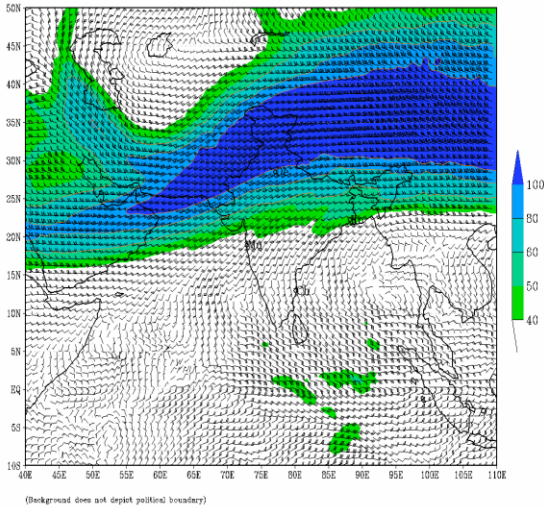 50N
45N
40N
35N
30N
25N
20N
15N
10N
5N
EQ
5S
10S
40E 45E 50E 55E 60E 65E 70E 75E 80E 85E 90E 95E 100E 105E 110E
100
80
60
50
40
(Background does not depict political boundary)